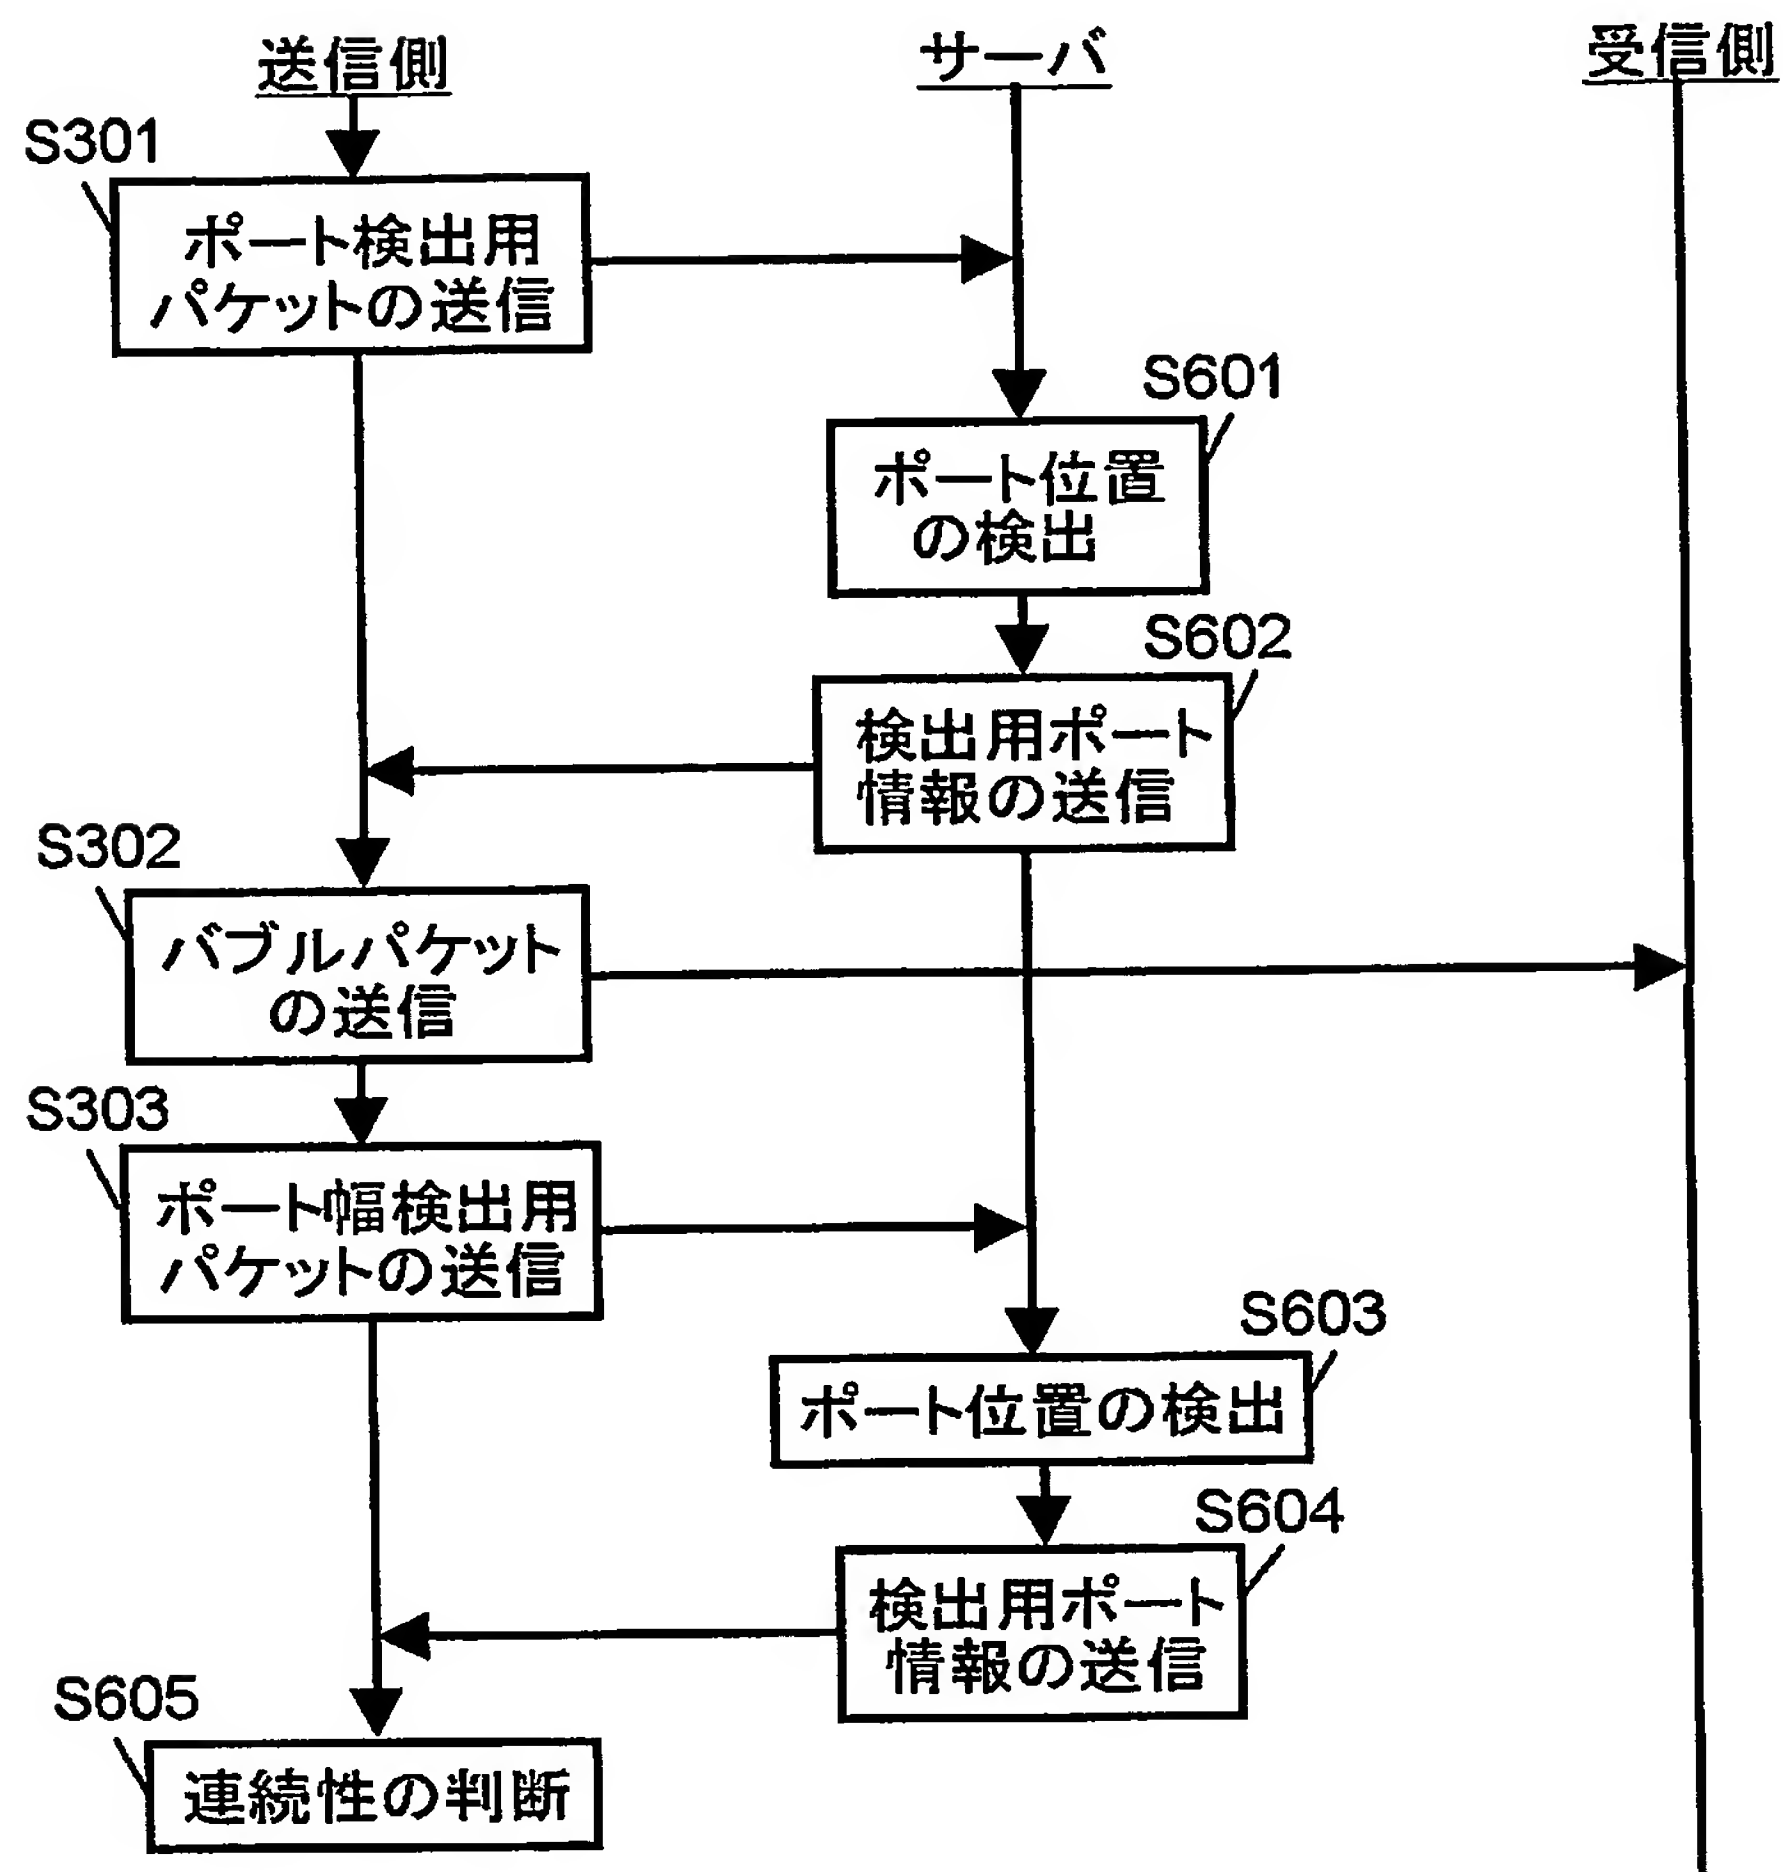 送信側
サーバ
受信側
S301
ポート検出用
パケットの送信
S601
ポート位置
の検出
S602
検出用ポート
情報の送信
S302
バブルパケット
の送信
S303
ポート幅検出用
パケットの送信
S603
ポート位置の検出
S604
検出用ポート
情報の送信
S605
連続性の判断